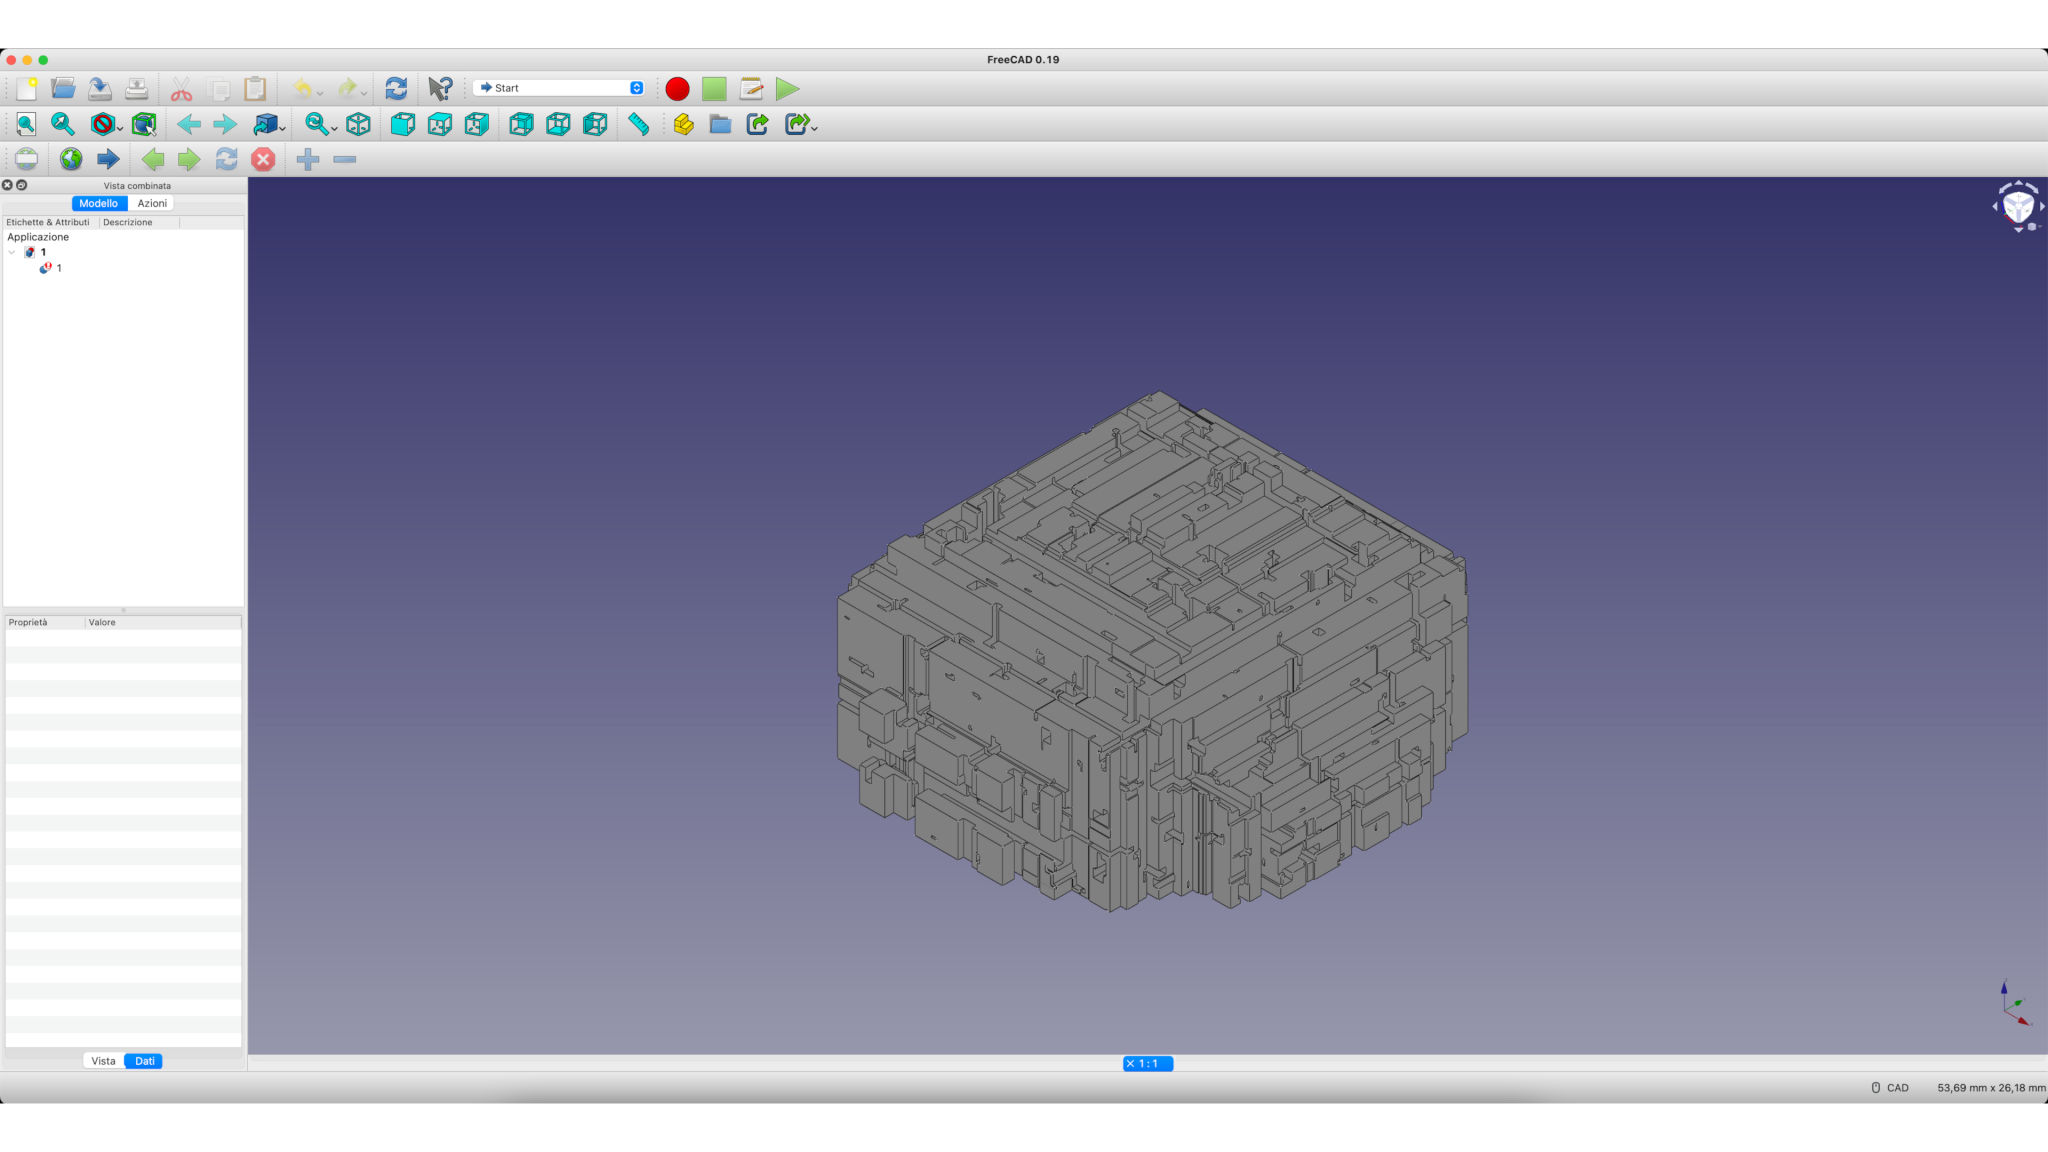 FreeCAD 0.19
Start
Vista combinata
Modello Azioni
Etichette & Attributi Descrizione
Applicazione
1
1
Proprietà Valore
Vista Dati
1 : 1
CAD 53,69 mm x 26,18 mm